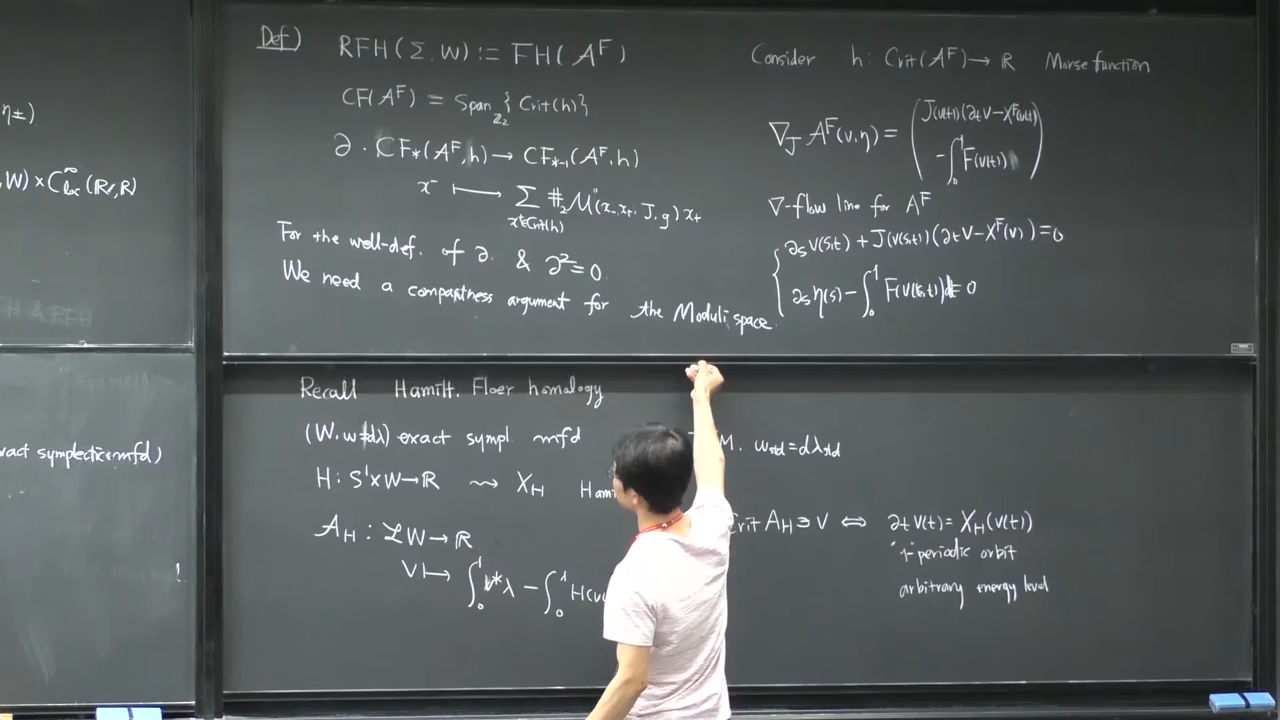 η±)
, W) × C^∞_loc (R, R)
H & RFH
xact symplectic mfd)
!
Def) RFH(Σ, W) := FH(A^F)
CF(A^F) = Span_{Z_2} { Crit(h) }
∂ · CF_*(A^F, h) → CF_{*-1}(A^F, h)
x^- ↦ Σ_{x^+ ∈ Crit(h)} #_2 M°(x_-, x_+, J, g) x_+
For the well-def. of ∂. & ∂² = 0.
We need a compactness argument for the Moduli space.
Consider h : Crit(A^F) → R Morse function
∇_J A^F(v, η) = ( J(v(t))(∂_t v − X^F(v(t)) )
( −∫_0^1 F(v(t)) )
∇-flow line for A^F
{ ∂_s v(s,t) + J(v(s,t))(∂_t v − X^F(v)) = 0
∂_s η(s) − ∫_0^1 F(v(s,t)) dt = 0
Recall Hamilt. Floer homology
(W, w=dλ) exact sympl. mfd
M. w_std = dλ_std
H : S^1 × W → R ⇝ X_H
A_H : ℒW → R
v ↦ ∫_0^1 v*λ − ∫_0^1 H(v
Crit A_H ∋ v ⇔ ∂_t v(t) = X_H(v(t))
"1"-periodic orbit
arbitrary energy level